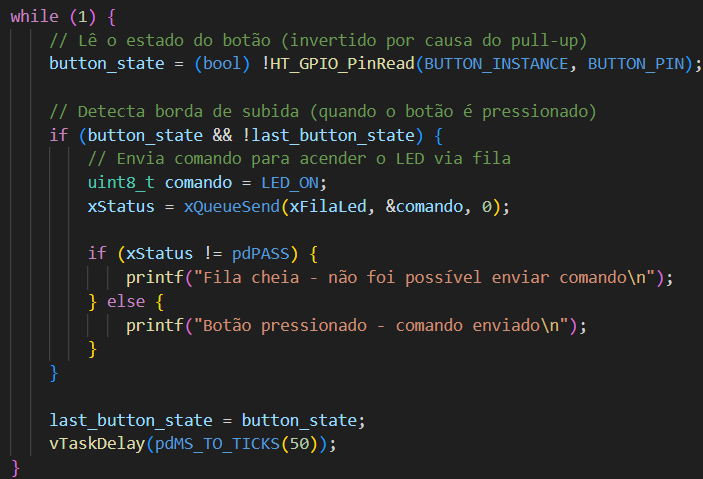 while (1) {
    // Lê o estado do botão (invertido por causa do pull-up)
    button_state = (bool) !HT_GPIO_PinRead(BUTTON_INSTANCE, BUTTON_PIN);

    // Detecta borda de subida (quando o botão é pressionado)
    if (button_state && !last_button_state) {
        // Envia comando para acender o LED via fila
        uint8_t comando = LED_ON;
        xStatus = xQueueSend(xFilaLed, &comando, 0);

        if (xStatus != pdPASS) {
            printf("Fila cheia - não foi possível enviar comando\n");
        } else {
            printf("Botão pressionado - comando enviado\n");
        }
    }

    last_button_state = button_state;
    vTaskDelay(pdMS_TO_TICKS(50));
}